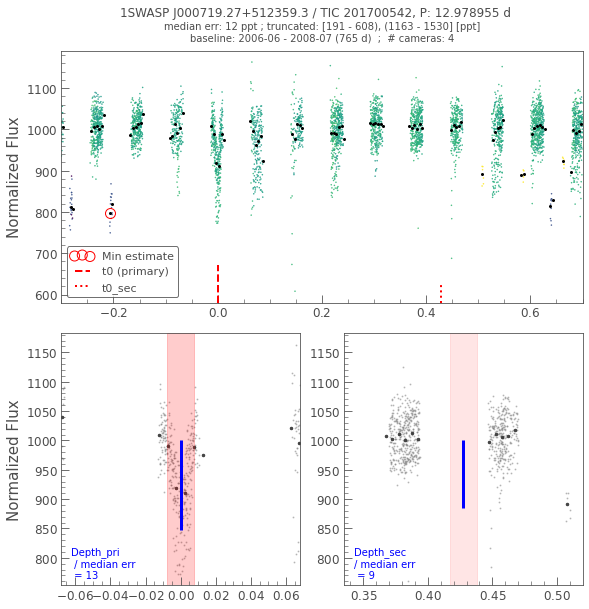 1SWASP J000719.27+512359.3 / TIC 201700542, P: 12.978955 d
median err: 12 ppt ; truncated: [191 - 608), (1163 - 1530] [ppt]
baseline: 2006-06 - 2008-07 (765 d) ; # cameras: 4
Normalized Flux
1100
1000
900
800
700
600
Min estimate
t0 (primary)
t0_sec
−0.2 0.0 0.2 0.4 0.6
Normalized Flux
1150
1100
1050
1000
950
900
850
800
Depth_pri
/ median err
= 13
−0.06 −0.04 −0.02 0.00 0.02 0.04 0.06
1150
1100
1050
1000
950
900
850
800
Depth_sec
/ median err
= 9
0.35 0.40 0.45 0.50